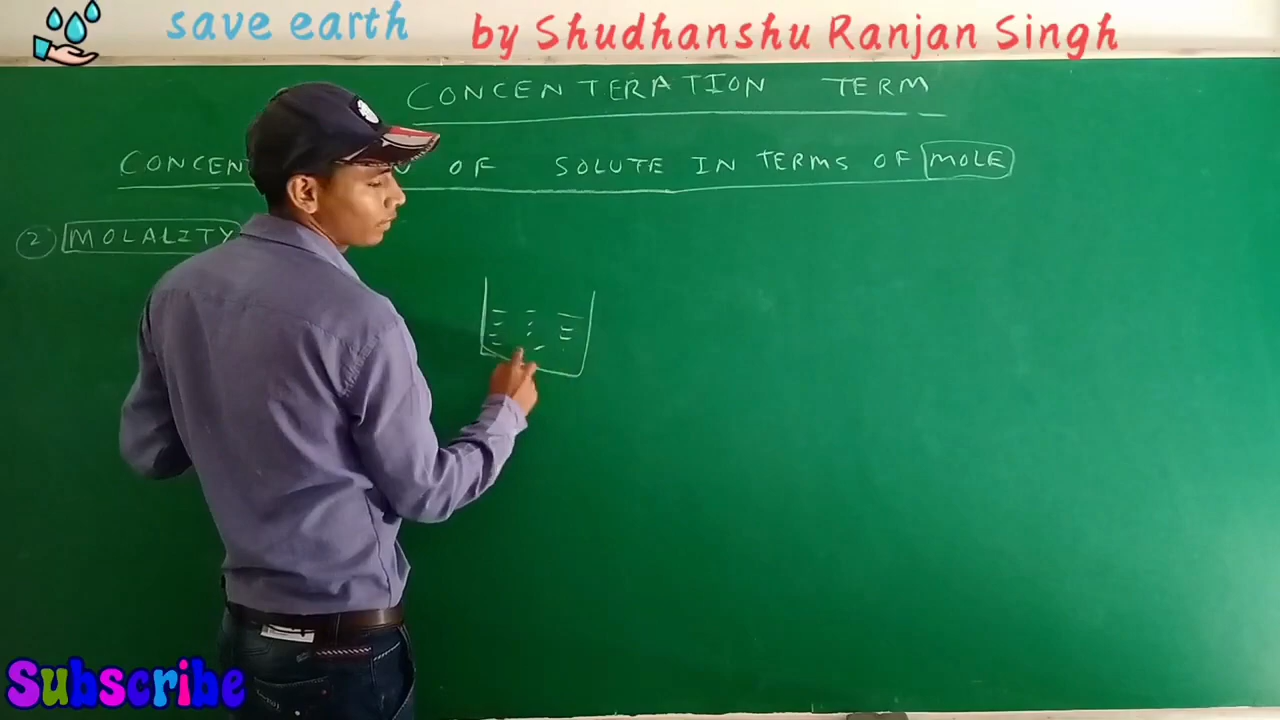 save earth by Shudhanshu Ranjan Singh
CONCENTERATION TERM
CONCEN OF SOLUTE IN TERMS OF MOLE
2 MOLALITY
Subscribe